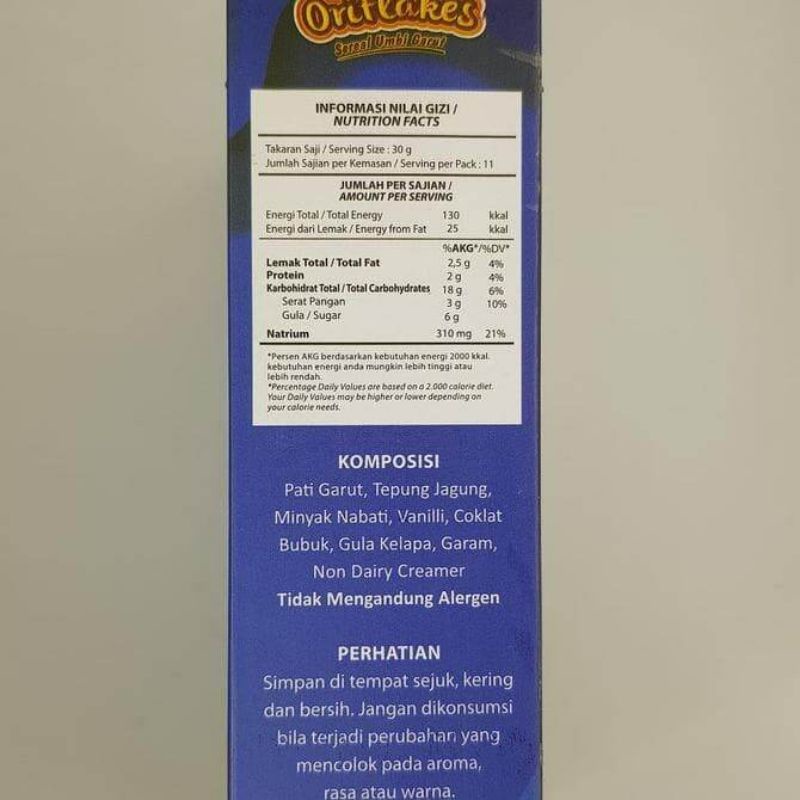 Oriflakes
Sereal Umbi Garut
INFORMASI NILAI GIZI /
NUTRITION FACTS
Takaran Saji / Serving Size : 30 g
Jumlah Sajian per Kemasan / Serving per Pack : 11
JUMLAH PER SAJIAN /
AMOUNT PER SERVING
Energi Total / Total Energy 130 kkal
Energi dari Lemak / Energy from Fat 25 kkal
%AKG*/%DV*
Lemak Total / Total Fat 2,5 g 4%
Protein 2 g 4%
Karbohidrat Total / Total Carbohydrates 18 g 6%
Serat Pangan 3 g 10%
Gula / Sugar 6 g
Natrium 310 mg 21%
*Persen AKG berdasarkan kebutuhan energi 2000 kkal.
kebutuhan energi anda mungkin lebih tinggi atau
lebih rendah.
*Percentage Daily Values are based on a 2.000 calorie diet.
Your Daily Values may be higher or lower depending on
your calorie needs.
KOMPOSISI
Pati Garut, Tepung Jagung,
Minyak Nabati, Vanilli, Coklat
Bubuk, Gula Kelapa, Garam,
Non Dairy Creamer
Tidak Mengandung Alergen
PERHATIAN
Simpan di tempat sejuk, kering
dan bersih. Jangan dikonsumsi
bila terjadi perubahan yang
mencolok pada aroma,
rasa atau warna.